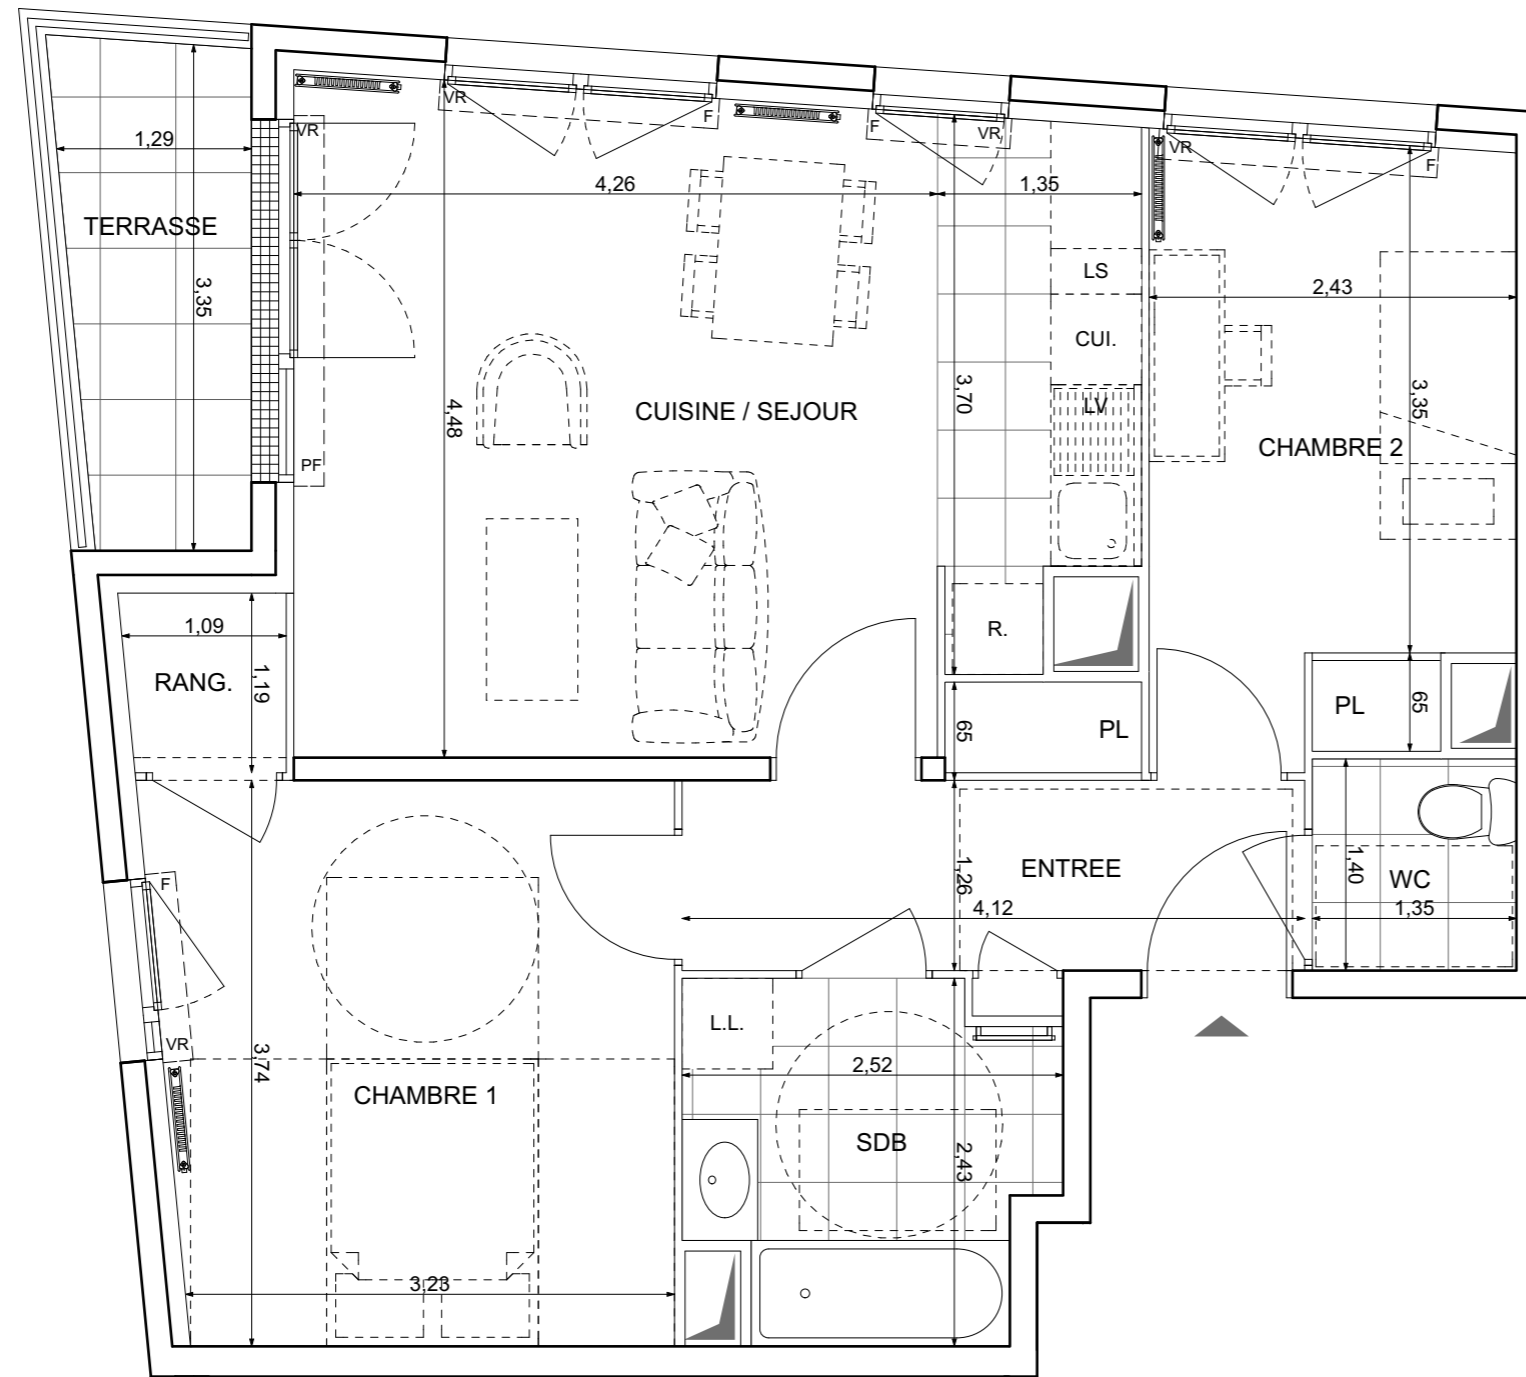 VR
F
F
VR
VR
F
VR
1,29
4,26
1,35
TERRASSE
LS
3,35
2,43
CUI.
3,70
4,48
LV
CUISINE / SEJOUR
3,35
CHAMBRE 2
PF
1,09
R.
RANG.
1,19
PL
65
65
PL
1,26
ENTREE
1,40
WC
F
4,12
1,35
L.L.
VR
3,74
2,52
CHAMBRE 1
SDB
2,43
3,23